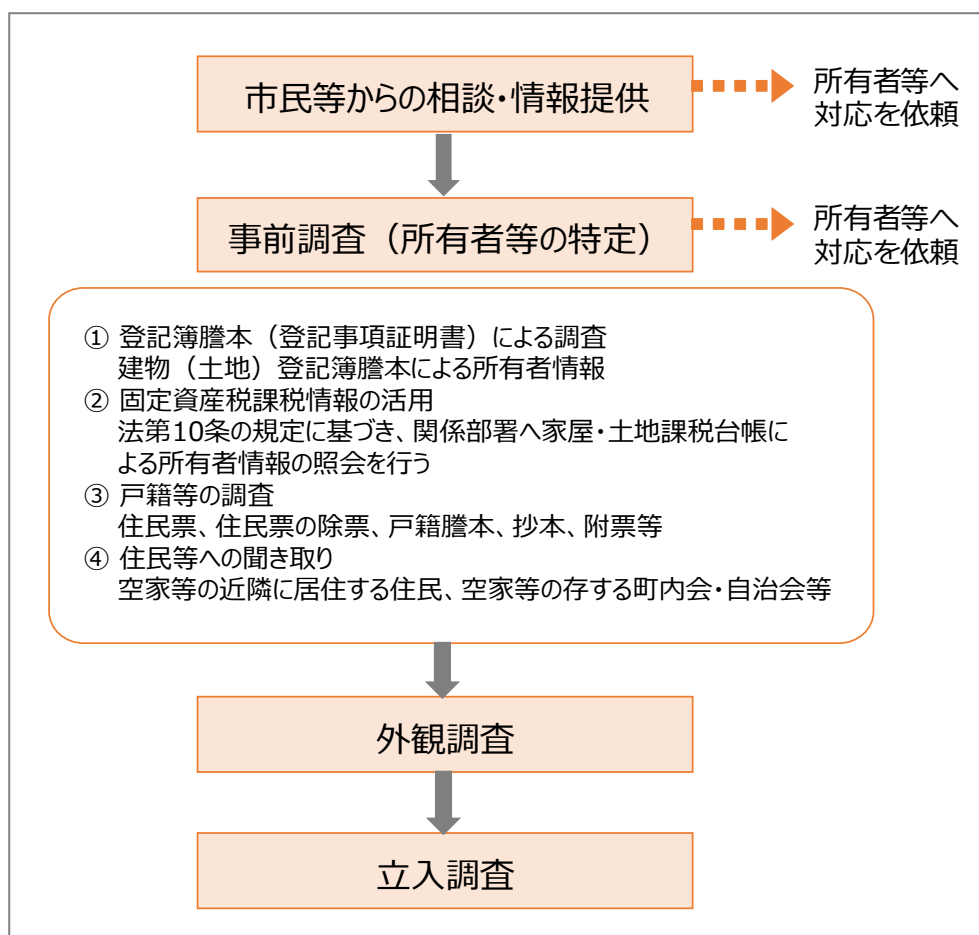 市民等からの相談・情報提供
所有者等へ
対応を依頼
事前調査（所有者等の特定）
所有者等へ
対応を依頼
① 登記簿謄本（登記事項証明書）による調査
建物（土地）登記簿謄本による所有者情報
② 固定資産税課税情報の活用
法第10条の規定に基づき、関係部署へ家屋・土地課税台帳に
よる所有者情報の照会を行う
③ 戸籍等の調査
住民票、住民票の除票、戸籍謄本、抄本、附票等
④ 住民等への聞き取り
空家等の近隣に居住する住民、空家等の存する町内会・自治会等
外観調査
立入調査